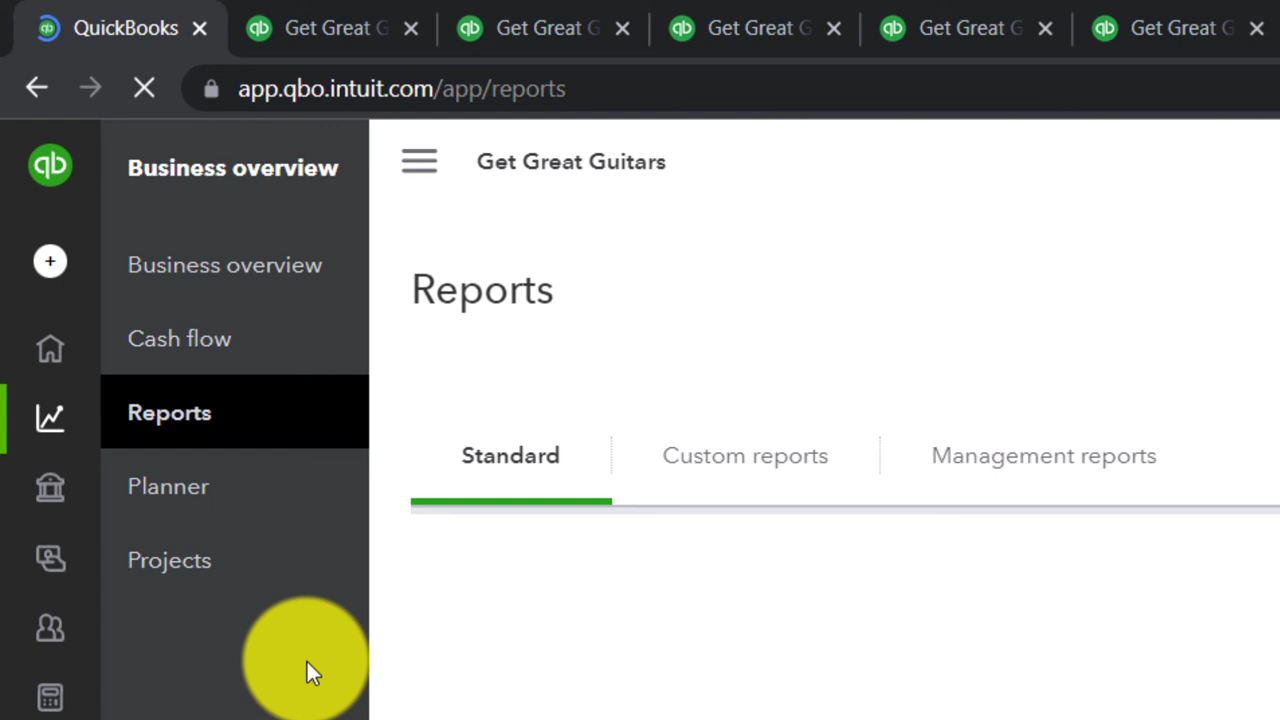 QuickBooks
Get Great G
Get Great G
Get Great G
Get Great G
Get Great G
app.qbo.intuit.com/app/reports
qb
Business overview
Get Great Guitars
Business overview
Cash flow
Reports
Planner
Projects
Reports
Standard
Custom reports
Management reports